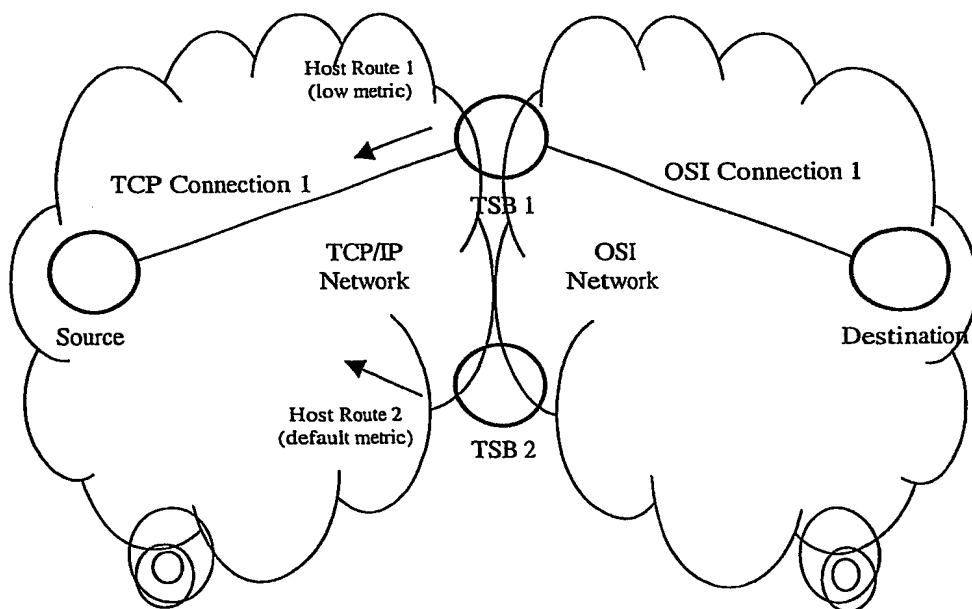 Host Route 1
(low metric)
TCP Connection 1
OSI Connection 1
TSB 1
TCP/IP
Network
OSI
Network
Source
Destination
Host Route 2
(default metric)
TSB 2